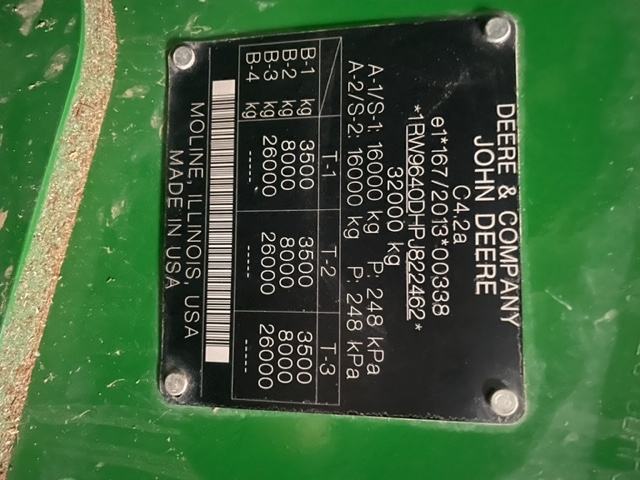 DEERE & COMPANY
JOHN DEERE
C4.2a
e1*167/2013*00338
*1RW9640DHPJ822462*
32000 kg
A-1/S-1: 16000 kg P: 248 kPa
A-2/S-2: 16000 kg P: 248 kPa
T-1 T-2 T-3
B-1 kg 3500 3500 3500
B-2 kg 8000 8000 8000
B-3 kg 26000 26000 26000
B-4 kg ----- ----- -----
MOLINE, ILLINOIS, USA
MADE IN USA